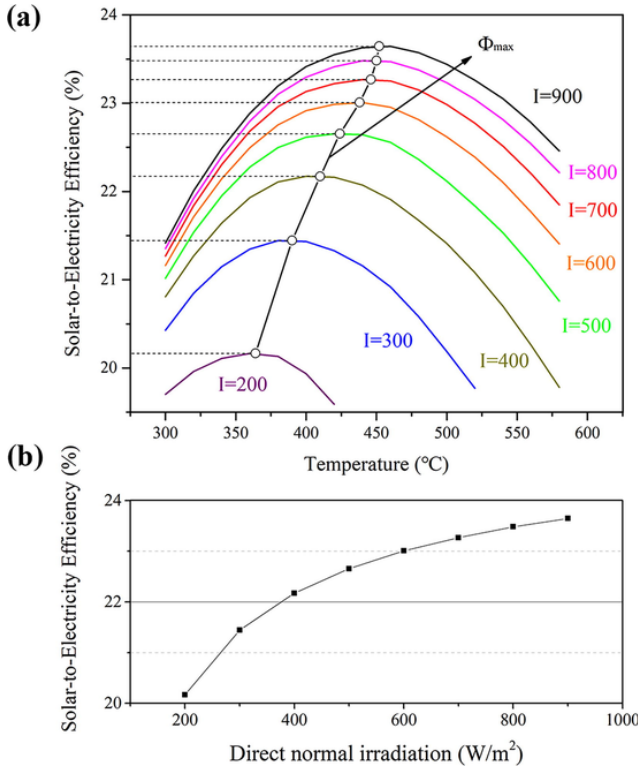 (a)
Solar-to-Electricity Efficiency (%)
24
23
22
21
20
Φmax
I=900
I=800
I=700
I=600
I=500
I=400
I=300
I=200
300 350 400 450 500 550 600
Temperature (℃)
(b)
Solar-to-Electricity Efficiency (%)
24
23
22
21
20
200 400 600 800 1000
Direct normal irradiation (W/m²)